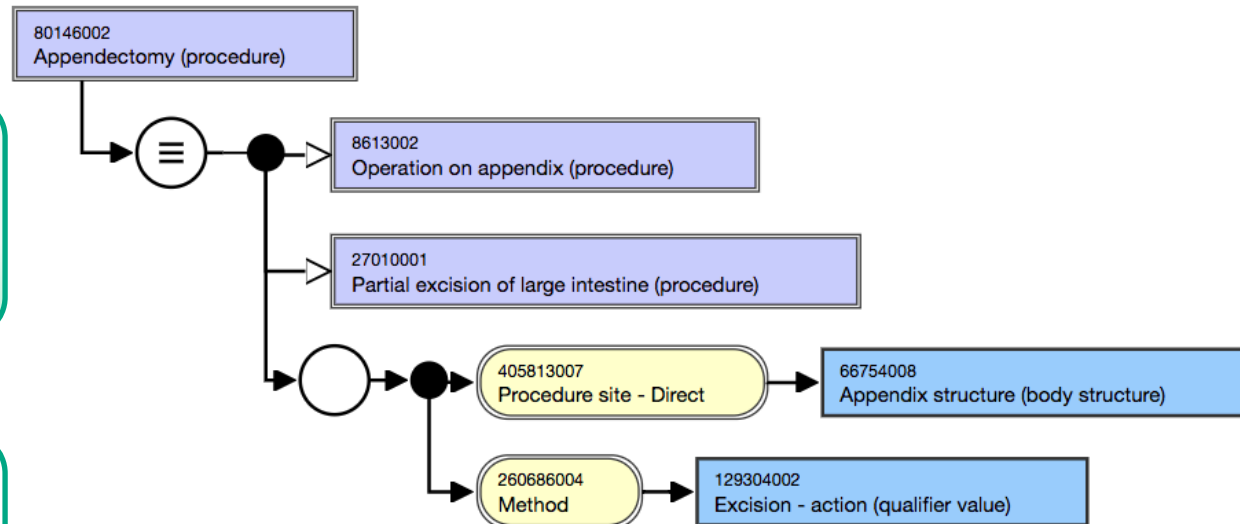 80146002
Appendectomy (procedure)
8613002
Operation on appendix (procedure)
27010001
Partial excision of large intestine (procedure)
405813007
Procedure site - Direct
66754008
Appendix structure (body structure)
260686004
Method
129304002
Excision - action (qualifier value)